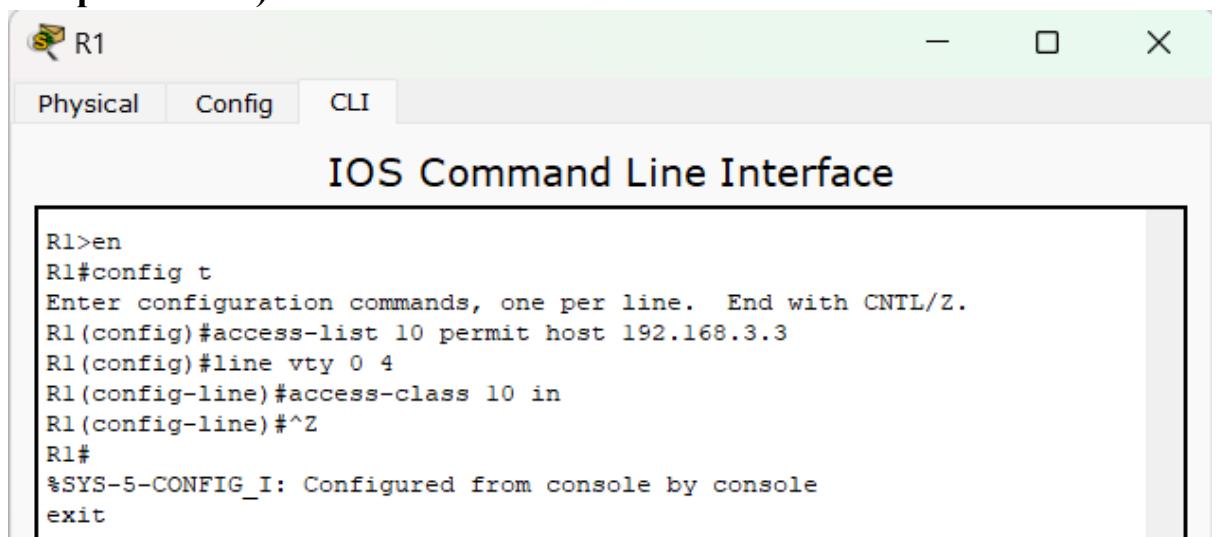 R1
Physical Config CLI
IOS Command Line Interface
R1>en
R1#config t
Enter configuration commands, one per line.  End with CNTL/Z.
R1(config)#access-list 10 permit host 192.168.3.3
R1(config)#line vty 0 4
R1(config-line)#access-class 10 in
R1(config-line)#^Z
R1#
%SYS-5-CONFIG_I: Configured from console by console
exit